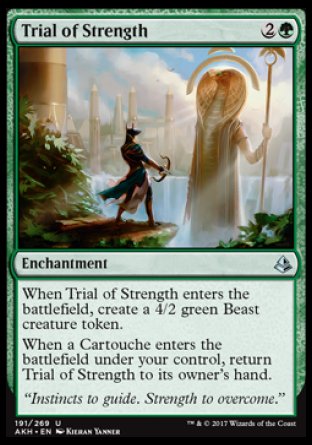 Trial of Strength 2
Enchantment
When Trial of Strength enters the
battlefield, create a 4/2 green Beast
creature token.
When a Cartouche enters the
battlefield under your control, return
Trial of Strength to its owner's hand.
"Instincts to guide. Strength to overcome."
191/269 U
AKH • EN Kieran Yanner
™ & © 2017 Wizards of the Coast